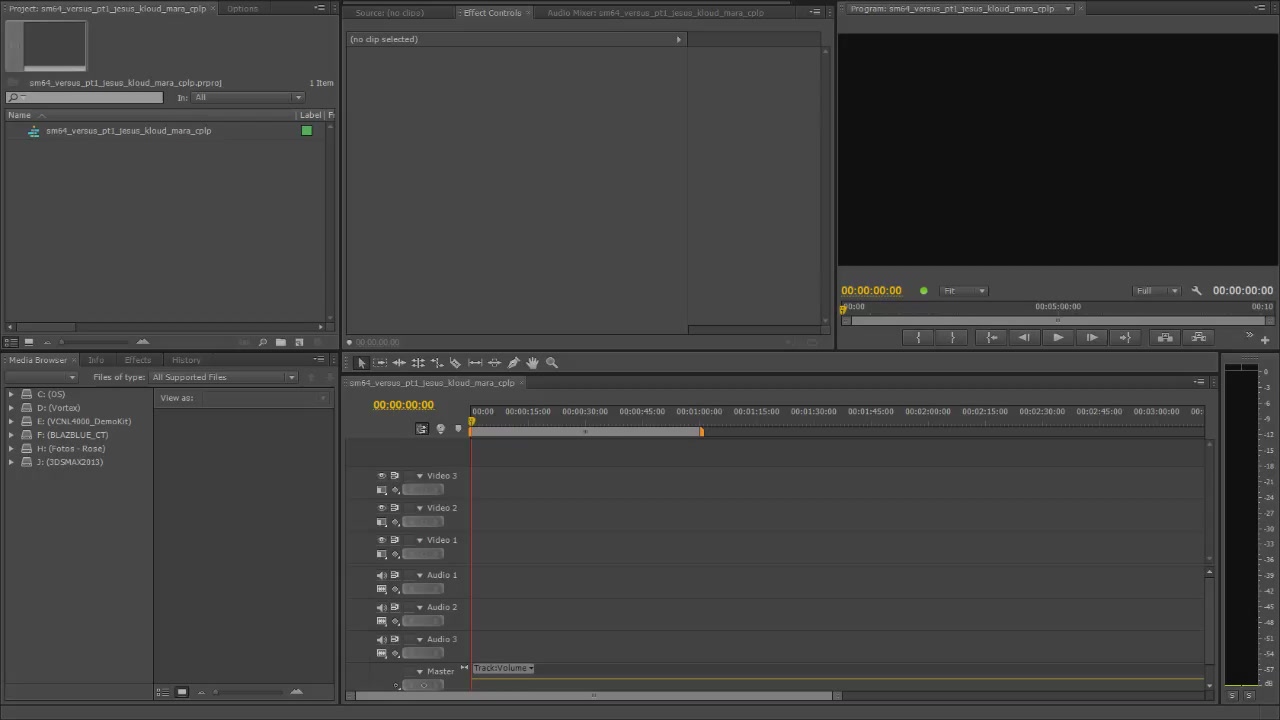 Project: sm64_versus_pt1_jesus_kloud_mara_cplp × Options
sm64_versus_pt1_jesus_kloud_mara_cplp.prproj 1 Item
In: All
Name Label Fr
sm64_versus_pt1_jesus_kloud_mara_cplp
Source: (no clips) Effect Controls × Audio Mixer: sm64_versus_pt1_jesus_kloud_mara_cplp
(no clip selected)
00:00:00:00
Program: sm64_versus_pt1_jesus_kloud_mara_cplp ×
00:00:00:00 Fit Full 00:00:00:00
00:00 00:05:00:00 00:10
Media Browser × Info Effects History
Files of type: All Supported Files
View as:
C: (OS)
D: (Vortex)
E: (VCNL4000_DemoKit)
F: (BLAZBLUE_CT)
H: (Fotos - Rose)
J: (3DSMAX2013)
sm64_versus_pt1_jesus_kloud_mara_cplp ×
00:00:00:00
00:00 00:00:15:00 00:00:30:00 00:00:45:00 00:01:00:00 00:01:15:00 00:01:30:00 00:01:45:00 00:02:00:00 00:02:15:00 00:02:30:00 00:02:45:00 00:03:00:00 00:
Video 3
Video 2
Video 1
Audio 1
Audio 2
Audio 3
Master Track:Volume
0
-3
-6
-9
-12
-15
-18
-21
-24
-27
-30
-33
-36
-39
-42
-45
-48
-51
-54
-57
dB
S S